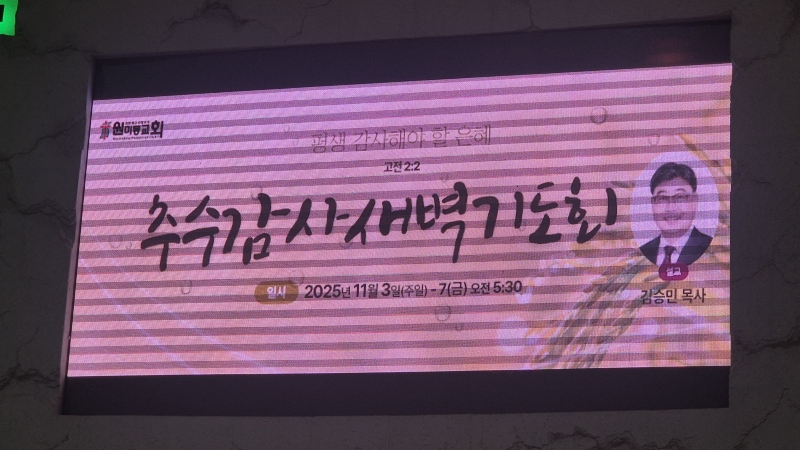 원미동교회
평생 감사해야 할 은혜
고전 2:2
추수감사새벽기도회
일시 2025년 11월 3일(주일) - 7(금) 오전 5:30
설교
김승민 목사